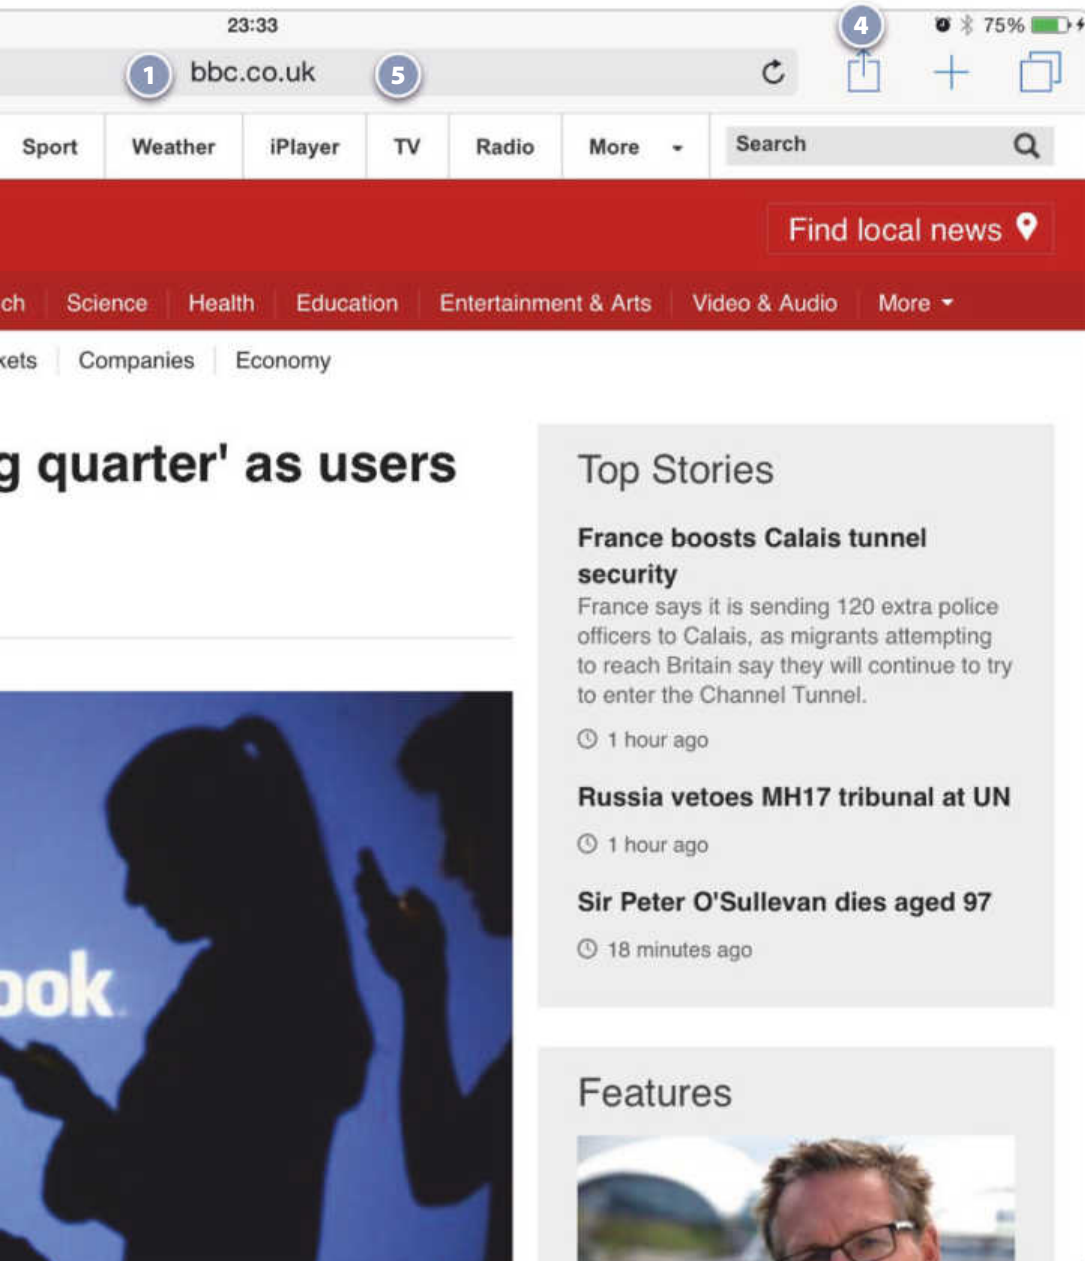 23:33
4
75%
1 bbc.co.uk 5
Sport Weather iPlayer TV Radio More Search
Find local news
ch Science Health Education Entertainment & Arts Video & Audio More
kets Companies Economy
g quarter' as users
Top Stories
France boosts Calais tunnel
security
France says it is sending 120 extra police
officers to Calais, as migrants attempting
to reach Britain say they will continue to try
to enter the Channel Tunnel.
1 hour ago
Russia vetoes MH17 tribunal at UN
1 hour ago
Sir Peter O'Sullevan dies aged 97
18 minutes ago
ook
Features